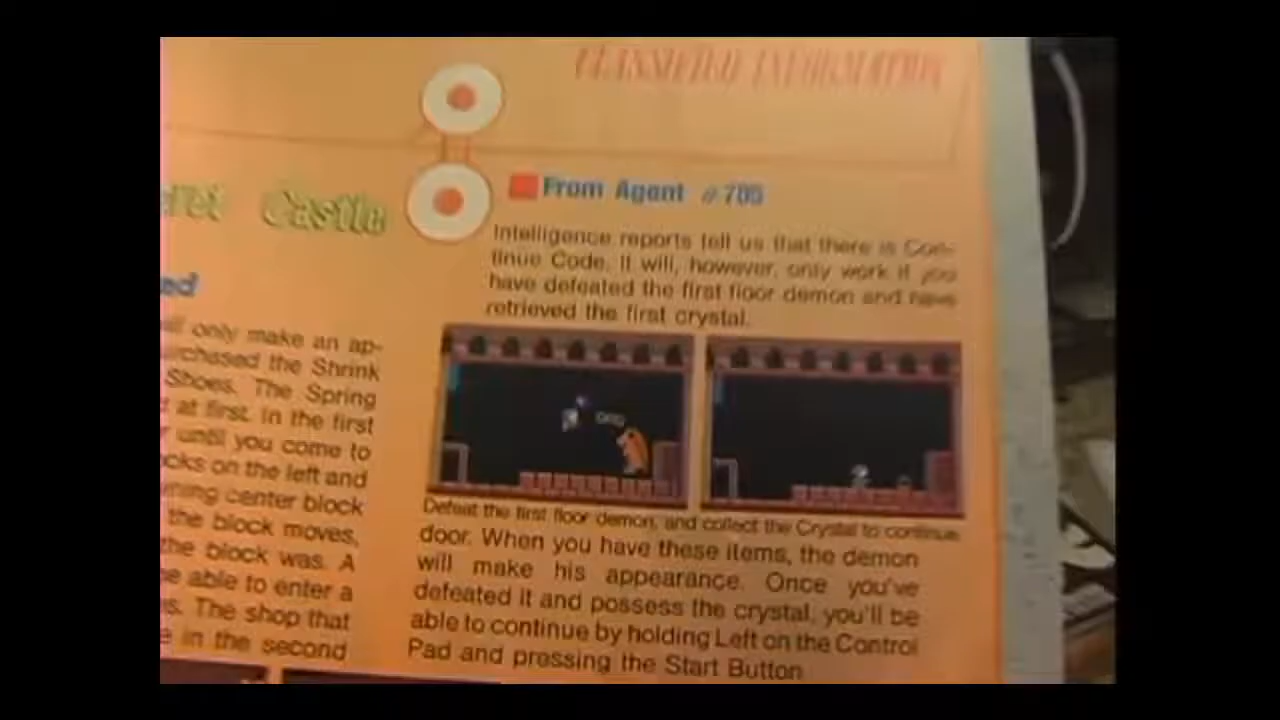 CLASSIFIED INFORMATION
Castle
From Agent #785
Intelligence reports tell us that there is Con-
tinue Code. It will, however, only work if you
have defeated the first floor demon and have
retrieved the first crystal.
only make an ap-
the Shrink
Shoes. The Spring
at first. In the first
until you come to
on the left and
center block
the block moves,
the block was. A
able to enter a
The shop that
in the second
Defeat the first floor demon, and collect the Crystal to continue
door. When you have these items, the demon
will make his appearance. Once you've
defeated it and possess the crystal, you'll be
able to continue by holding Left on the Control
Pad and pressing the Start Button